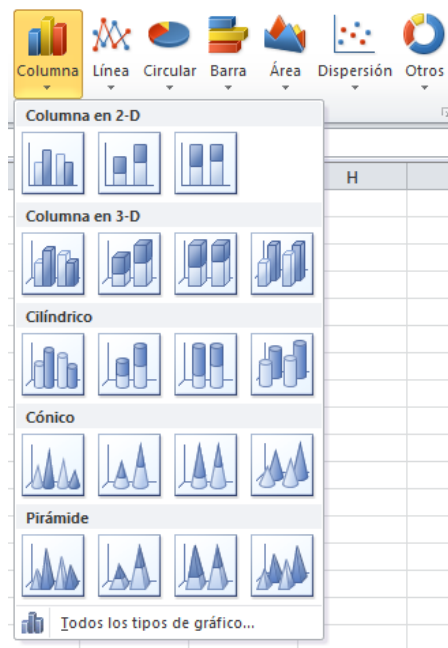 Columna Línea Circular Barra Área Dispersión Otros
Columna en 2-D
H
Columna en 3-D
Cilíndrico
Cónico
Pirámide
Todos los tipos de gráfico...